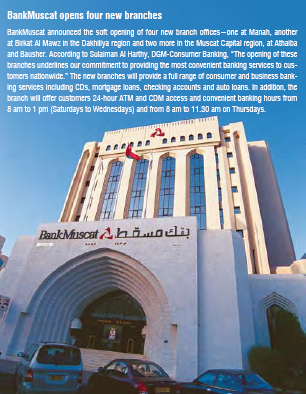 BankMuscat opens four new branches
BankMuscat announced the soft opening of four new branch offices—one at Manah, another
at Birkat Al Mawz in the Dakhiliya region and two more in the Muscat Capital region, at Athaiba
and Bausher. According to Sulaiman Al Harthy, DGM-Consumer Banking, "The opening of these
branches underlines our commitment to providing the most convenient banking services to cus-
tomers nationwide." The new branches will provide a full range of consumer and business bank-
ing services including CDs, mortgage loans, checking accounts and auto loans. In addition, the
branch will offer customers 24-hour ATM and CDM access and convenient banking hours from
8 am to 1 pm (Saturdays to Wednesdays) and from 8 am to 11.30 am on Thursdays.
BankMuscat بنك مسقط